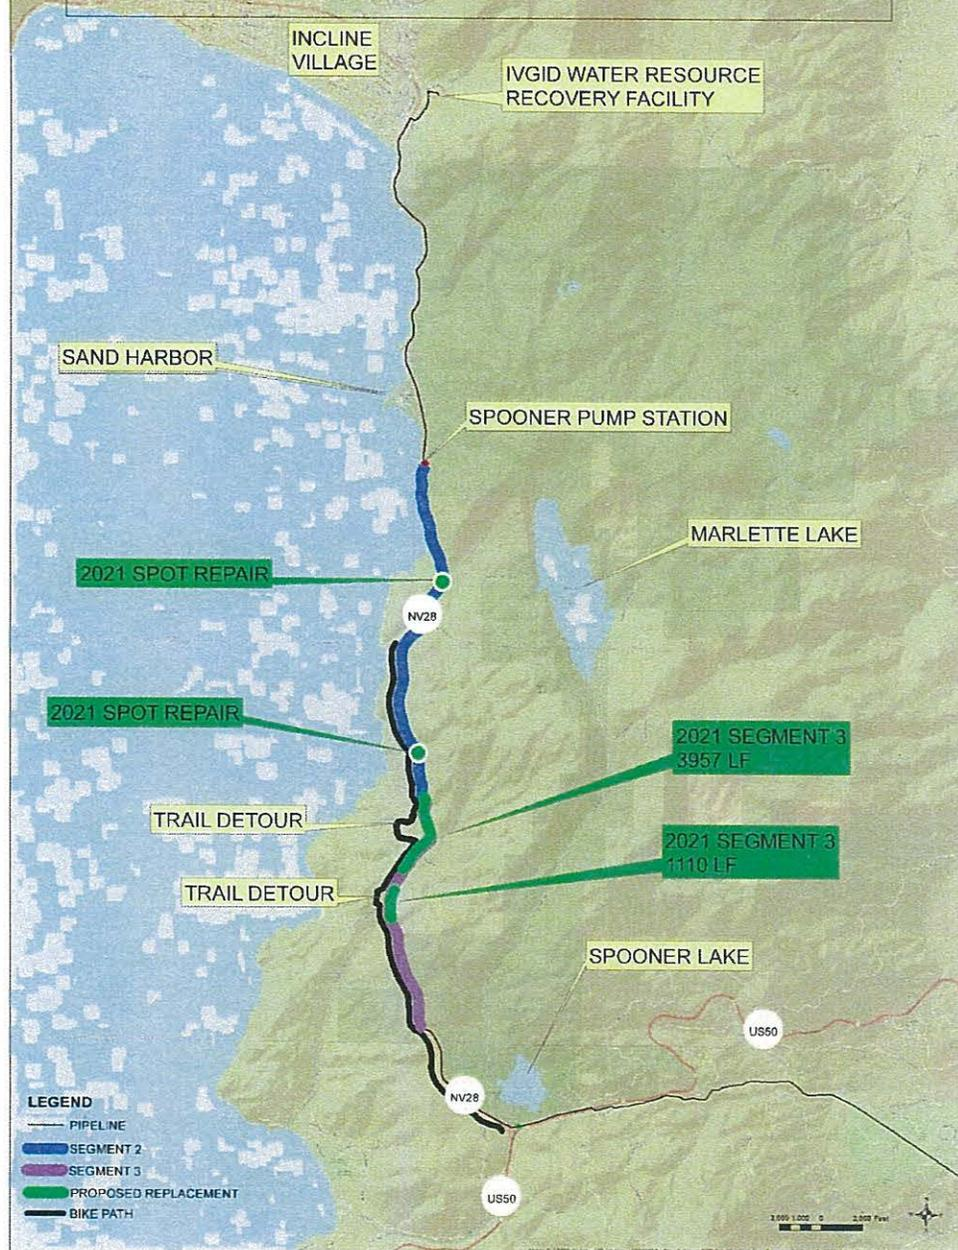 INCLINE
VILLAGE
IVGID WATER RESOURCE
RECOVERY FACILITY
SAND HARBOR
SPOONER PUMP STATION
MARLETTE LAKE
2021 SPOT REPAIR
NV28
2021 SPOT REPAIR
2021 SEGMENT 3
3957 LF
TRAIL DETOUR
2021 SEGMENT 3
1110 LF
TRAIL DETOUR
SPOONER LAKE
US50
NV28
LEGEND
PIPELINE
SEGMENT 2
SEGMENT 3
PROPOSED REPLACEMENT
BIKE PATH
US50
0
Feet